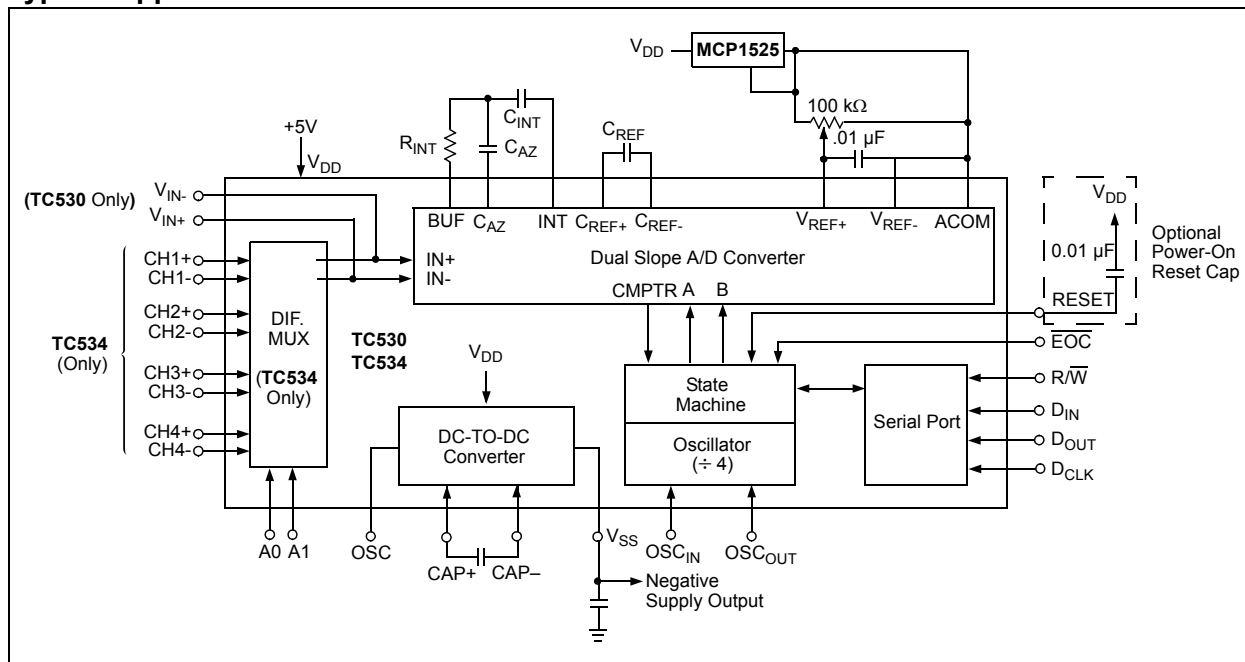 V_DD
MCP1525
100 kΩ
.01 µF
C_INT
C_REF
+5V
R_INT
C_AZ
V_DD
(TC530 Only)
V_IN-
V_IN+
BUF
C_AZ
INT
C_REF+
C_REF-
V_REF+
V_REF-
ACOM
V_DD
0.01 µF
Optional
Power-On
Reset Cap
TC534
(Only)
CH1+
CH1-
CH2+
CH2-
CH3+
CH3-
CH4+
CH4-
DIF.
MUX
(TC534
Only)
IN+
IN-
Dual Slope A/D Converter
CMPTR
A
B
TC530
TC534
RESET
E̅O̅C̅
R/W̅
D_IN
D_OUT
D_CLK
V_DD
DC-TO-DC
Converter
State
Machine
Oscillator
(÷ 4)
Serial Port
A0
A1
OSC
CAP+
CAP–
V_SS
OSC_IN
OSC_OUT
Negative
Supply Output